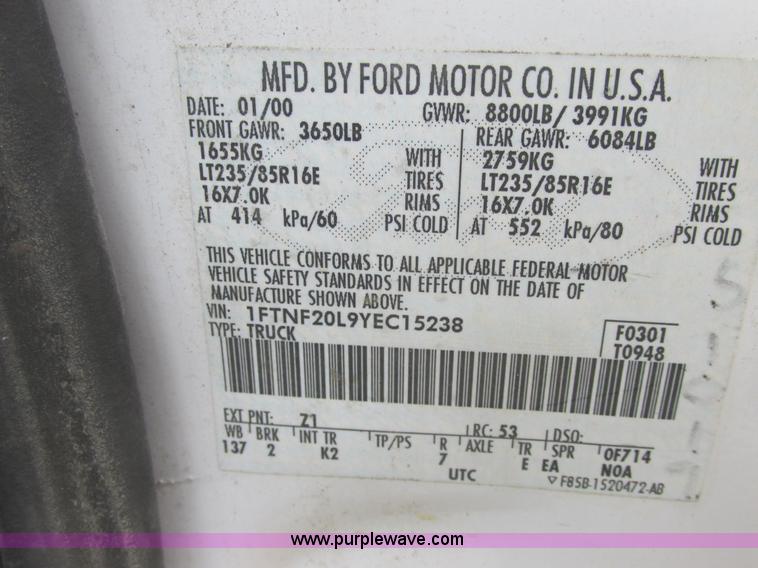 MFD. BY FORD MOTOR CO. IN U.S.A.
DATE: 01/00 GVWR: 8800LB/ 3991KG
FRONT GAWR: 3650LB REAR GAWR: 6084LB
1655KG WITH 2759KG WITH
LT235/85R16E TIRES LT235/85R16E TIRES
16X7.0K RIMS 16X7.0K RIMS
AT 414 kPa/60 PSI COLD AT 552 kPa/80 PSI COLD
THIS VEHICLE CONFORMS TO ALL APPLICABLE FEDERAL MOTOR
VEHICLE SAFETY STANDARDS IN EFFECT ON THE DATE OF
MANUFACTURE SHOWN ABOVE.
VIN: 1FTNF20L9YEC15238 F0301
TYPE: TRUCK T0948
EXT PNT: Z1 RC: 53 DSO:
WB BRK INT TR TP/PS R AXLE TR SPR 0F714
137 2 K2 7 E EA N0A
UTC ▽ F85B-1520472-AB
www.purplewave.com